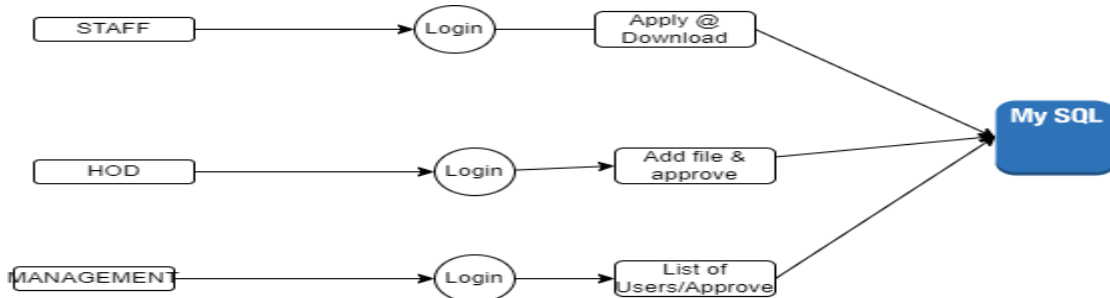 STAFF
Login
Apply @
Download
My SQL
HOD
Login
Add file &
approve
MANAGEMENT
Login
List of
Users/Approve